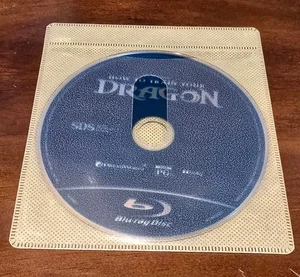 HOW TO TRAIN YOUR
DRAGON
SDS
PG
Blu-ray Disc